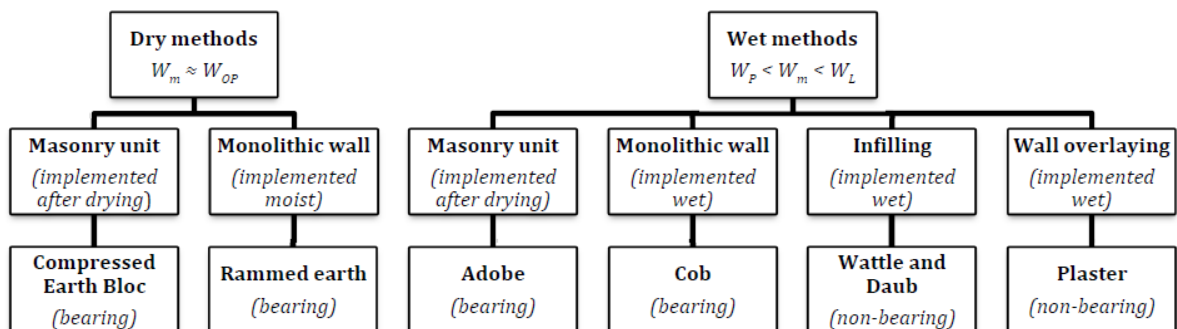 Dry methods
W_m ≈ W_OP
Wet methods
W_P < W_m < W_L
Masonry unit
(implemented
after drying)
Monolithic wall
(implemented
moist)
Masonry unit
(implemented
after drying)
Monolithic wall
(implemented
wet)
Infilling
(implemented
wet)
Wall overlaying
(implemented
wet)
Compressed
Earth Bloc
(bearing)
Rammed earth
(bearing)
Adobe
(bearing)
Cob
(bearing)
Wattle and
Daub
(non-bearing)
Plaster
(non-bearing)